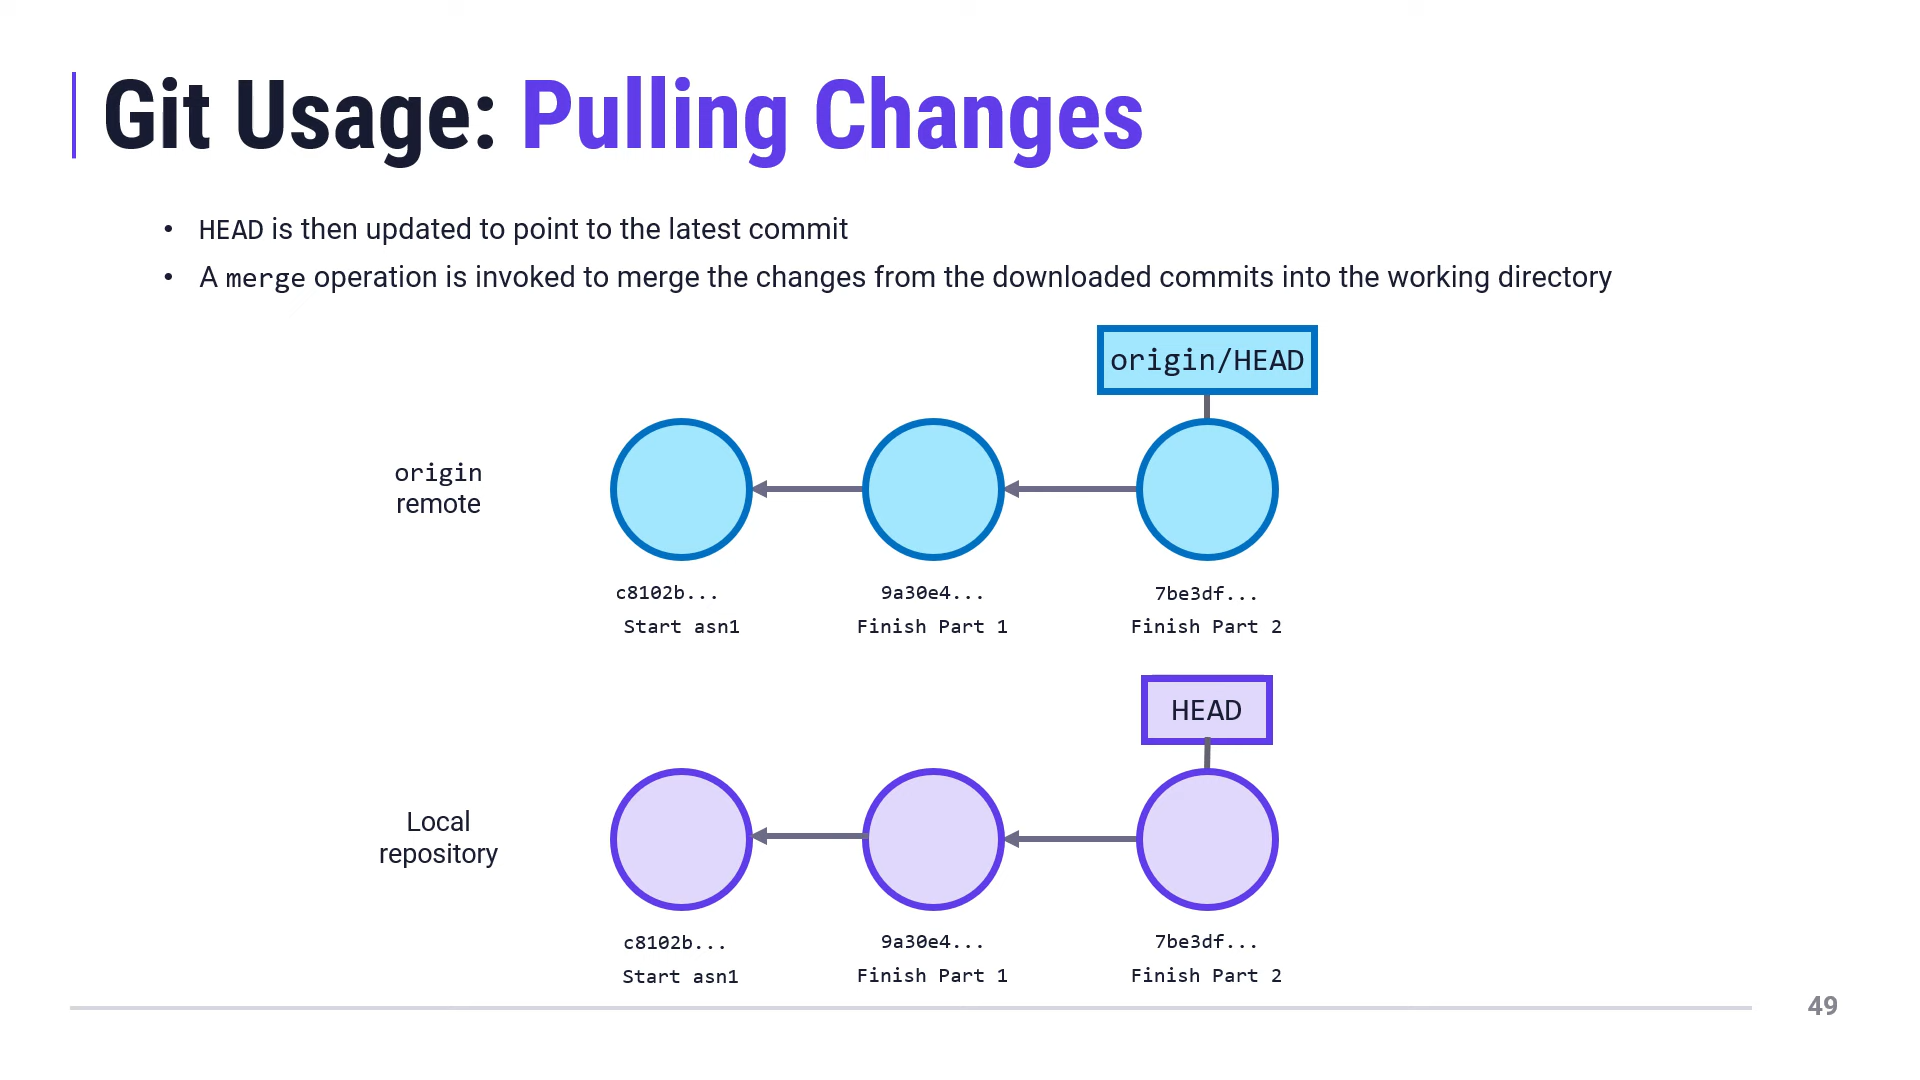 Git Usage: Pulling Changes
• HEAD is then updated to point to the latest commit
• A merge operation is invoked to merge the changes from the downloaded commits into the working directory
origin/HEAD
origin
remote
c8102b... 9a30e4... 7be3df...
Start asn1 Finish Part 1 Finish Part 2
HEAD
Local
repository
c8102b... 9a30e4... 7be3df...
Start asn1 Finish Part 1 Finish Part 2
49